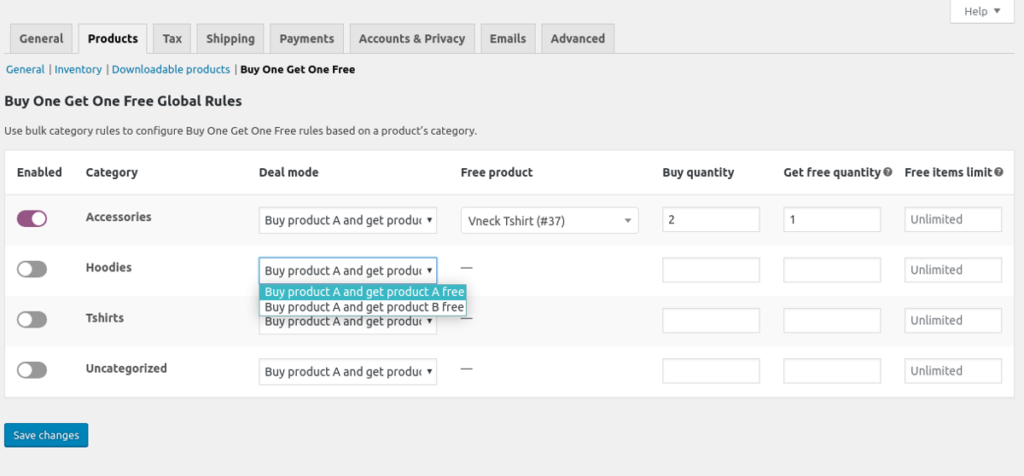 Help ▼
General Products Tax Shipping Payments Accounts & Privacy Emails Advanced
General | Inventory | Downloadable products | Buy One Get One Free
Buy One Get One Free Global Rules
Use bulk category rules to configure Buy One Get One Free rules based on a product's category.
Enabled Category Deal mode Free product Buy quantity Get free quantity ? Free items limit ?
Accessories Buy product A and get produc Vneck Tshirt (#37) 2 1 Unlimited
Hoodies Buy product A and get produc — Unlimited
Buy product A and get product A free
Buy product A and get product B free
Tshirts Buy product A and get produc — Unlimited
Uncategorized Buy product A and get produc — Unlimited
Save changes